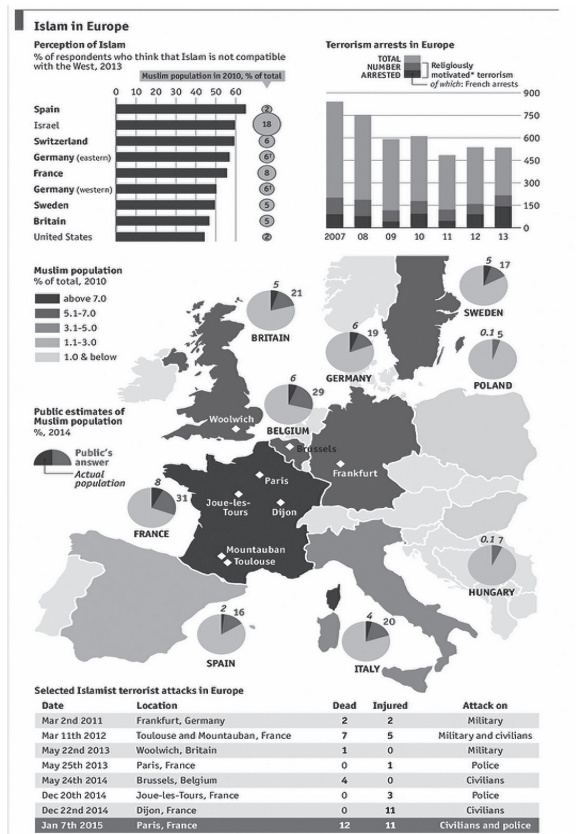 Islam in Europe
Perception of Islam
% of respondents who think that Islam is not compatible
with the West, 2013
Muslim population in 2010, % of total
0 10 20 30 40 50 60
Spain 2
Israel 18
Switzerland 6
Germany (eastern) 6†
France 8
Germany (western) 6†
Sweden 5
Britain 5
United States 2
Terrorism arrests in Europe
TOTAL
NUMBER
ARRESTED
Religiously
motivated* terrorism
of which: French arrests
900
750
600
450
300
150
0
2007 08 09 10 11 12 13
Muslim population
% of total, 2010
above 7.0
5.1-7.0
3.1-5.0
1.1-3.0
1.0 & below
Public estimates of
Muslim population
%, 2014
Public's
answer
Actual
population
5 21
BRITAIN
6 19
GERMANY
5 17
SWEDEN
0.1 5
POLAND
6 29
BELGIUM
8 31
FRANCE
0.1 7
HUNGARY
2 16
SPAIN
4 20
ITALY
Woolwich
Brussels
Frankfurt
Paris
Joue-les-
Tours
Dijon
Mountauban
Toulouse
Selected Islamist terrorist attacks in Europe
Date Location Dead Injured Attack on
Mar 2nd 2011 Frankfurt, Germany 2 2 Military
Mar 11th 2012 Toulouse and Mountauban, France 7 5 Military and civilians
May 22nd 2013 Woolwich, Britain 1 0 Military
May 25th 2013 Paris, France 0 1 Police
May 24th 2014 Brussels, Belgium 4 0 Civilians
Dec 20th 2014 Joue-les-Tours, France 0 3 Police
Dec 22nd 2014 Dijon, France 0 11 Civilians
Jan 7th 2015 Paris, France 12 11 Civilians and police